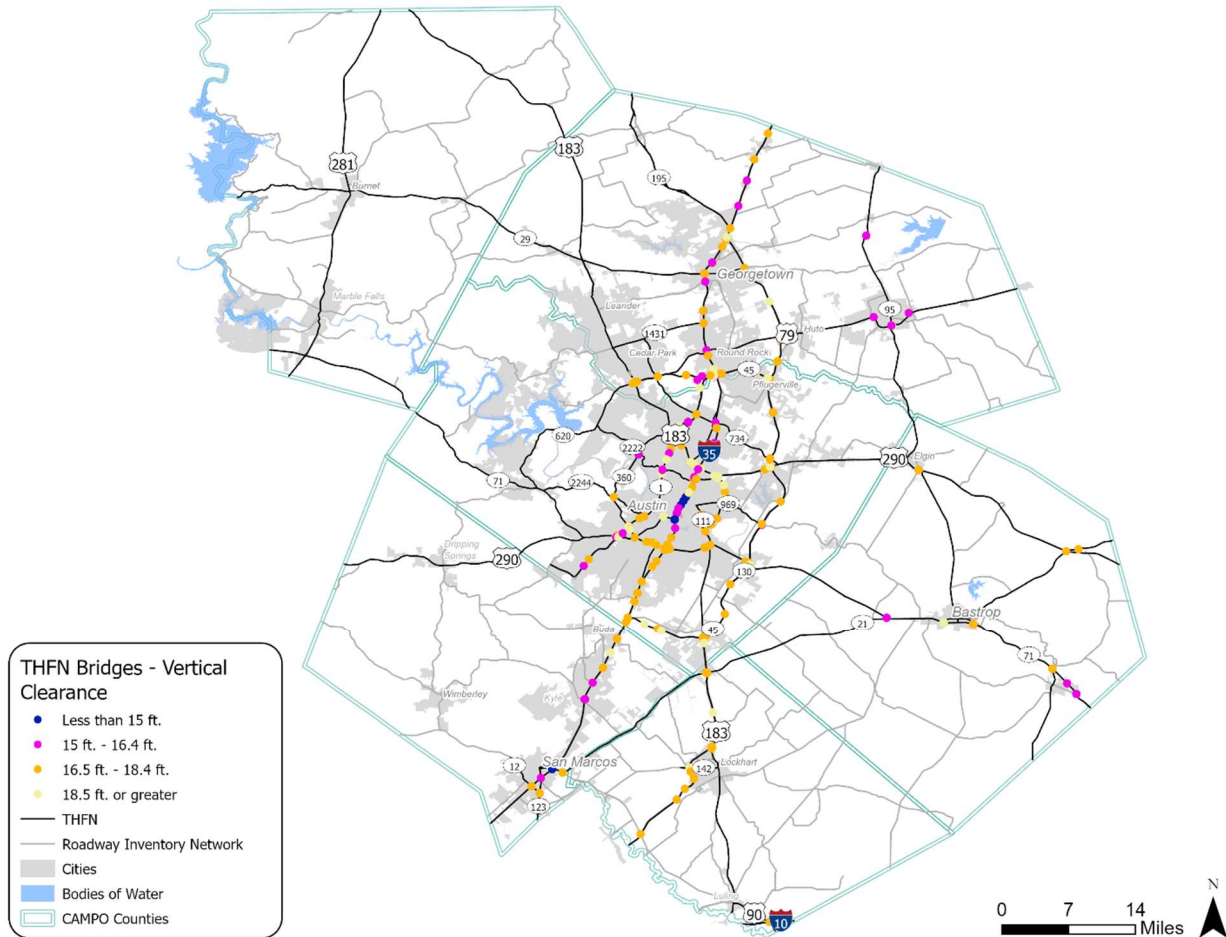 183
281
Burnet
195
29
Georgetown
Marble Falls
Leander
95
1431
79
Huto
Cedar Park
Round Rock
45
Pflugerville
620
183
2222
35
734
290
Elgin
71
2244
360
1
969
Austin
111
Dripping
Springs
290
130
Bastrop
21
45
Buda
71
Wimberley
Kyle
183
San Marcos
12
142
Lockhart
123
Luling
90
10
THFN Bridges - Vertical
Clearance
Less than 15 ft.
15 ft. - 16.4 ft.
16.5 ft. - 18.4 ft.
18.5 ft. or greater
THFN
Roadway Inventory Network
Cities
Bodies of Water
CAMPO Counties
N
0 7 14
Miles